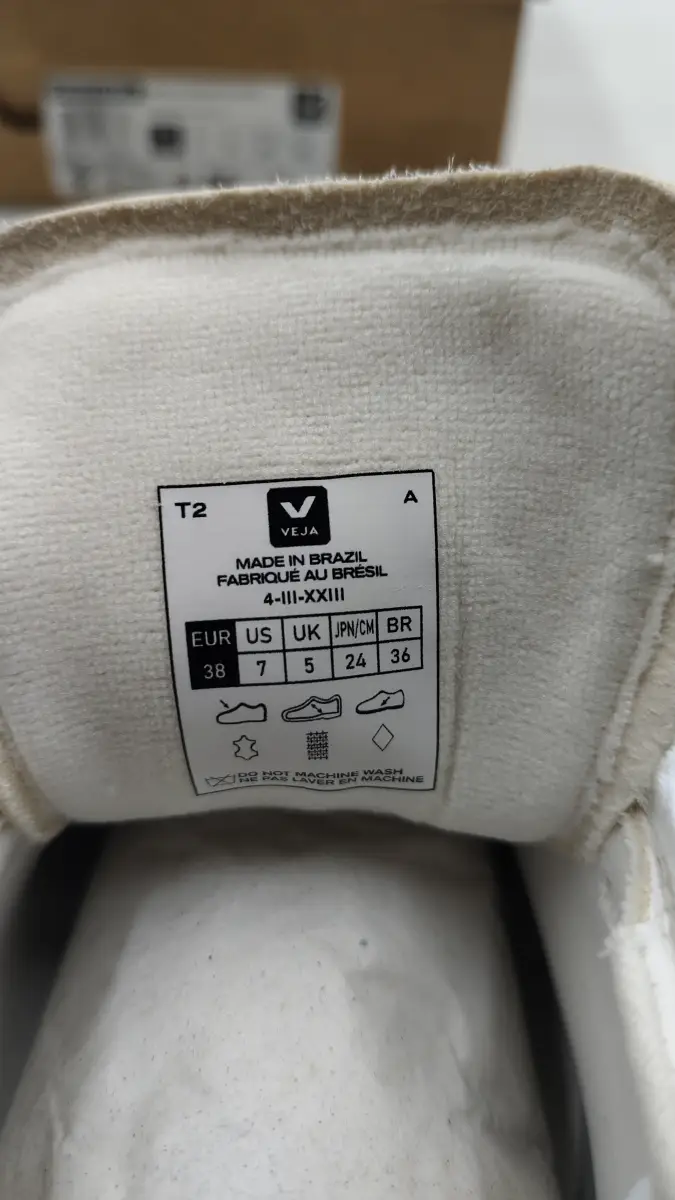 T2
VEJA
A
MADE IN BRAZIL
FABRIQUÉ AU BRÉSIL
4-III-XXIII
EUR US UK JPN/CM BR
38 7 5 24 36
DO NOT MACHINE WASH
NE PAS LAVER EN MACHINE